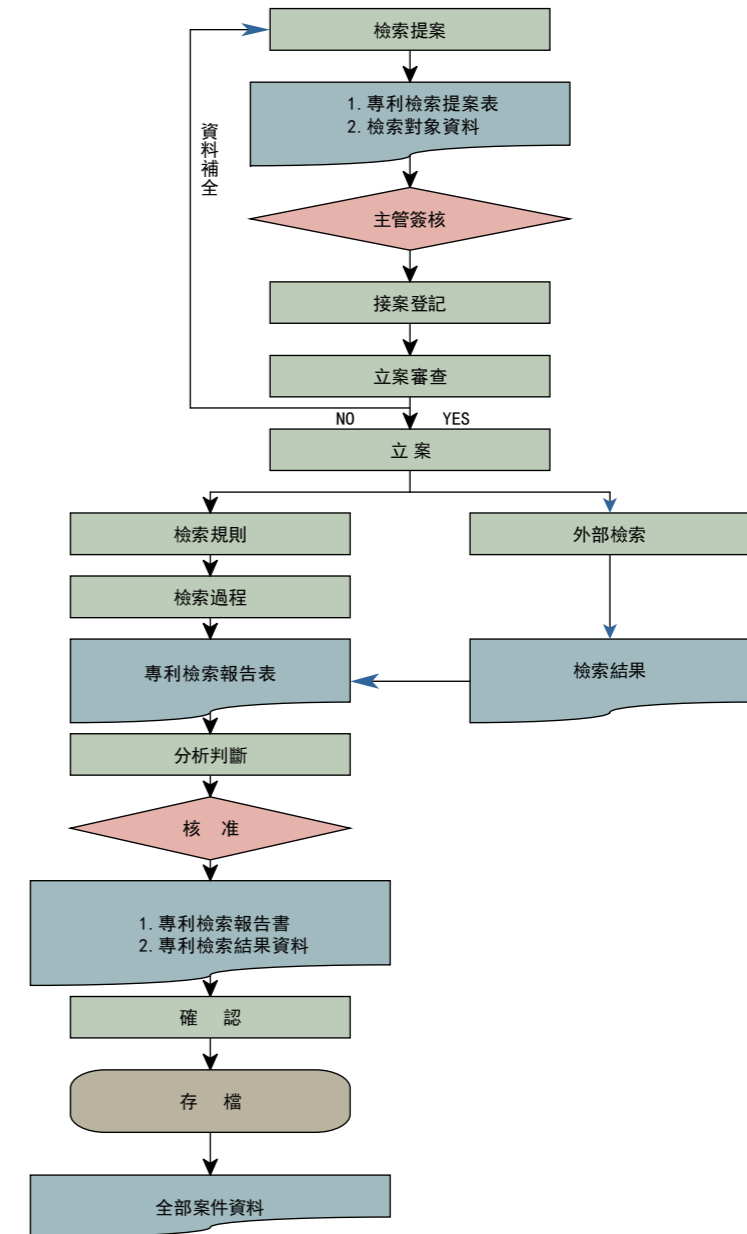 檢索提案
1. 專利檢索提案表
2. 檢索對象資料
資料補全
主管簽核
接案登記
立案審查
NO
YES
立 案
檢索規則
外部檢索
檢索過程
專利檢索報告表
檢索結果
分析判斷
核 准
1. 專利檢索報告書
2. 專利檢索結果資料
確 認
存 檔
全部案件資料